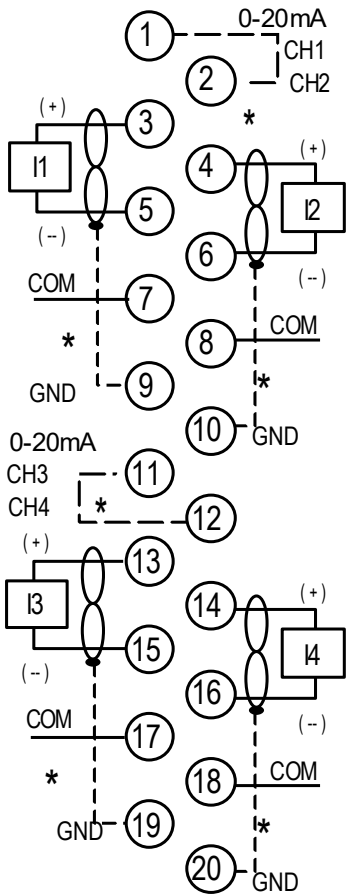 0-20mA
1
CH1
2
CH2
*
(+)
3
I1
(+)
4
5
I2
(--)
6
(--)
COM
7
*
8
COM
GND
9
*
10
GND
0-20mA
CH3
11
CH4
*
12
(+)
13
I3
(+)
14
15
I4
(--)
16
(--)
COM
17
*
18
COM
GND
19
*
20
GND